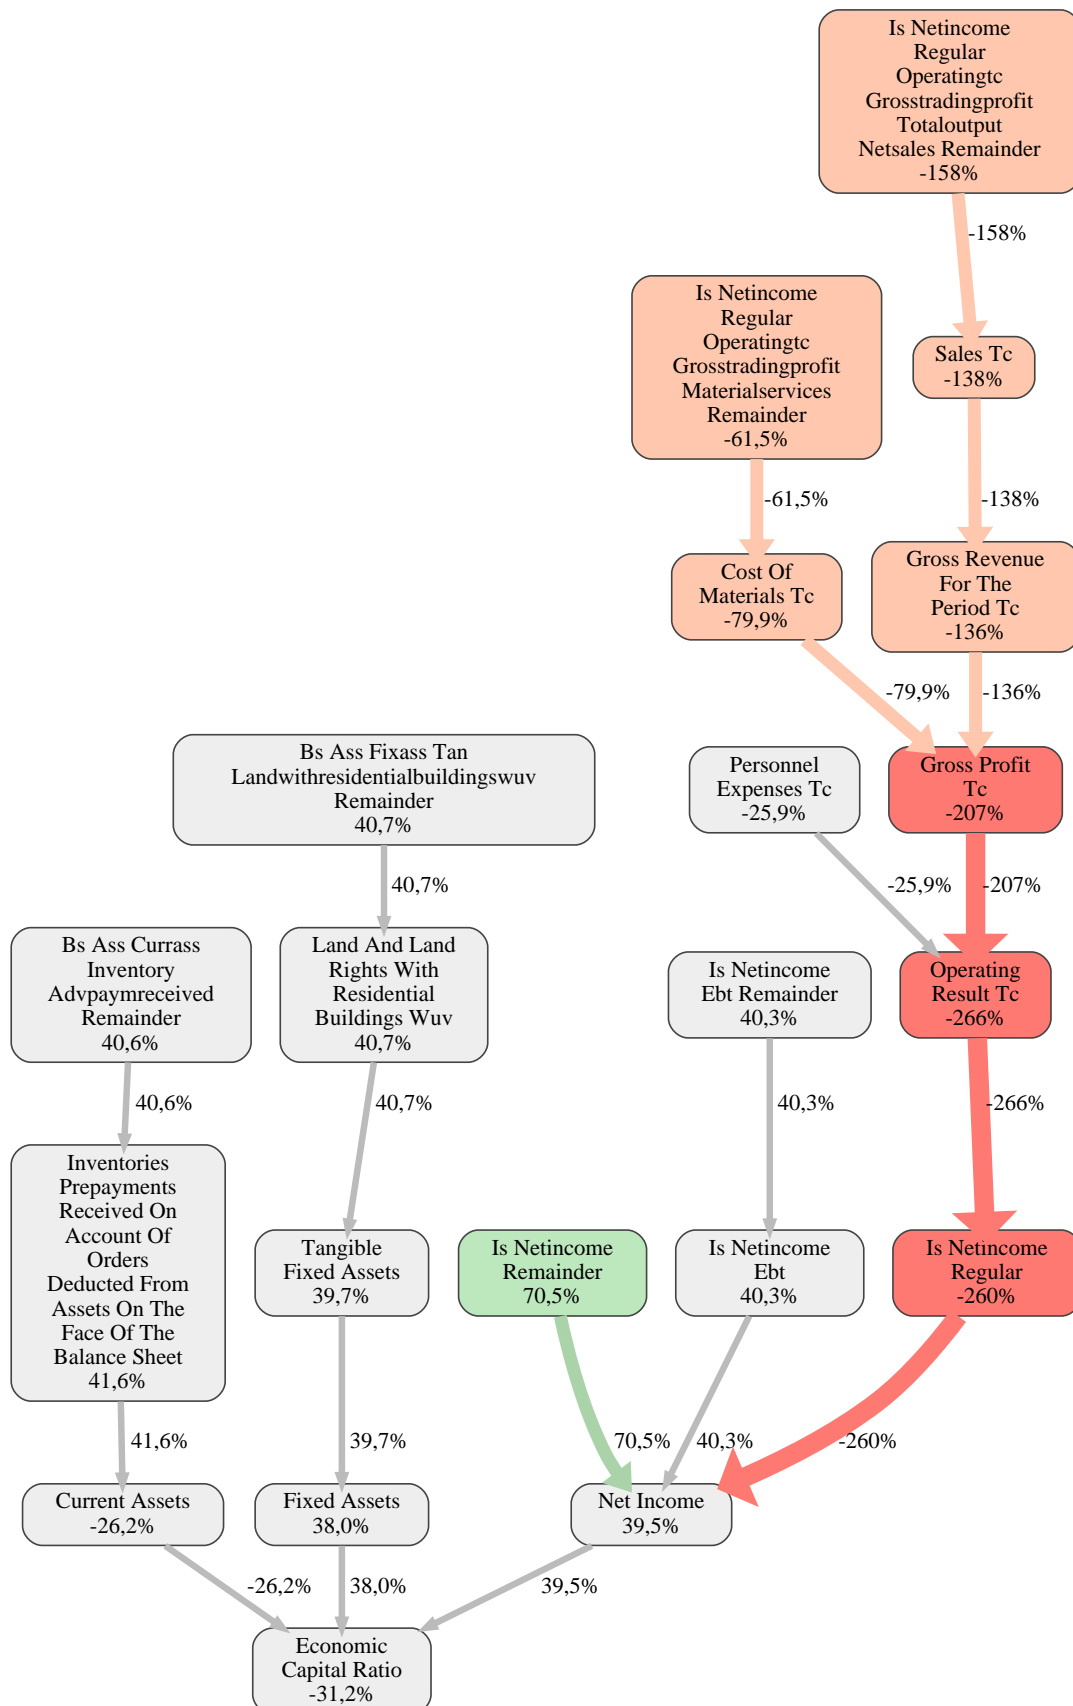 Is Netincome
Regular
Operatingtc
Grosstradingprofit
Totaloutput
Netsales Remainder
-158%
-158%
Is Netincome
Regular
Operatingtc
Grosstradingprofit
Materialservices
Remainder
-61,5%
Sales Tc
-138%
-61,5%
-138%
Cost Of
Materials Tc
-79,9%
Gross Revenue
For The
Period Tc
-136%
-79,9%
-136%
Bs Ass Fixass Tan
Landwithresidentialbuildingswuv
Remainder
40,7%
Personnel
Expenses Tc
-25,9%
Gross Profit
Tc
-207%
40,7%
-25,9%
-207%
Bs Ass Currass
Inventory
Advpaymreceived
Remainder
40,6%
Land And Land
Rights With
Residential
Buildings Wuv
40,7%
Is Netincome
Ebt Remainder
40,3%
Operating
Result Tc
-266%
40,6%
40,7%
40,3%
-266%
Inventories
Prepayments
Received On
Account Of
Orders
Deducted From
Assets On The
Face Of The
Balance Sheet
41,6%
Tangible
Fixed Assets
39,7%
Is Netincome
Remainder
70,5%
Is Netincome
Ebt
40,3%
Is Netincome
Regular
-260%
41,6%
39,7%
70,5%
40,3%
-260%
Current Assets
-26,2%
Fixed Assets
38,0%
Net Income
39,5%
-26,2%
38,0%
39,5%
Economic
Capital Ratio
-31,2%